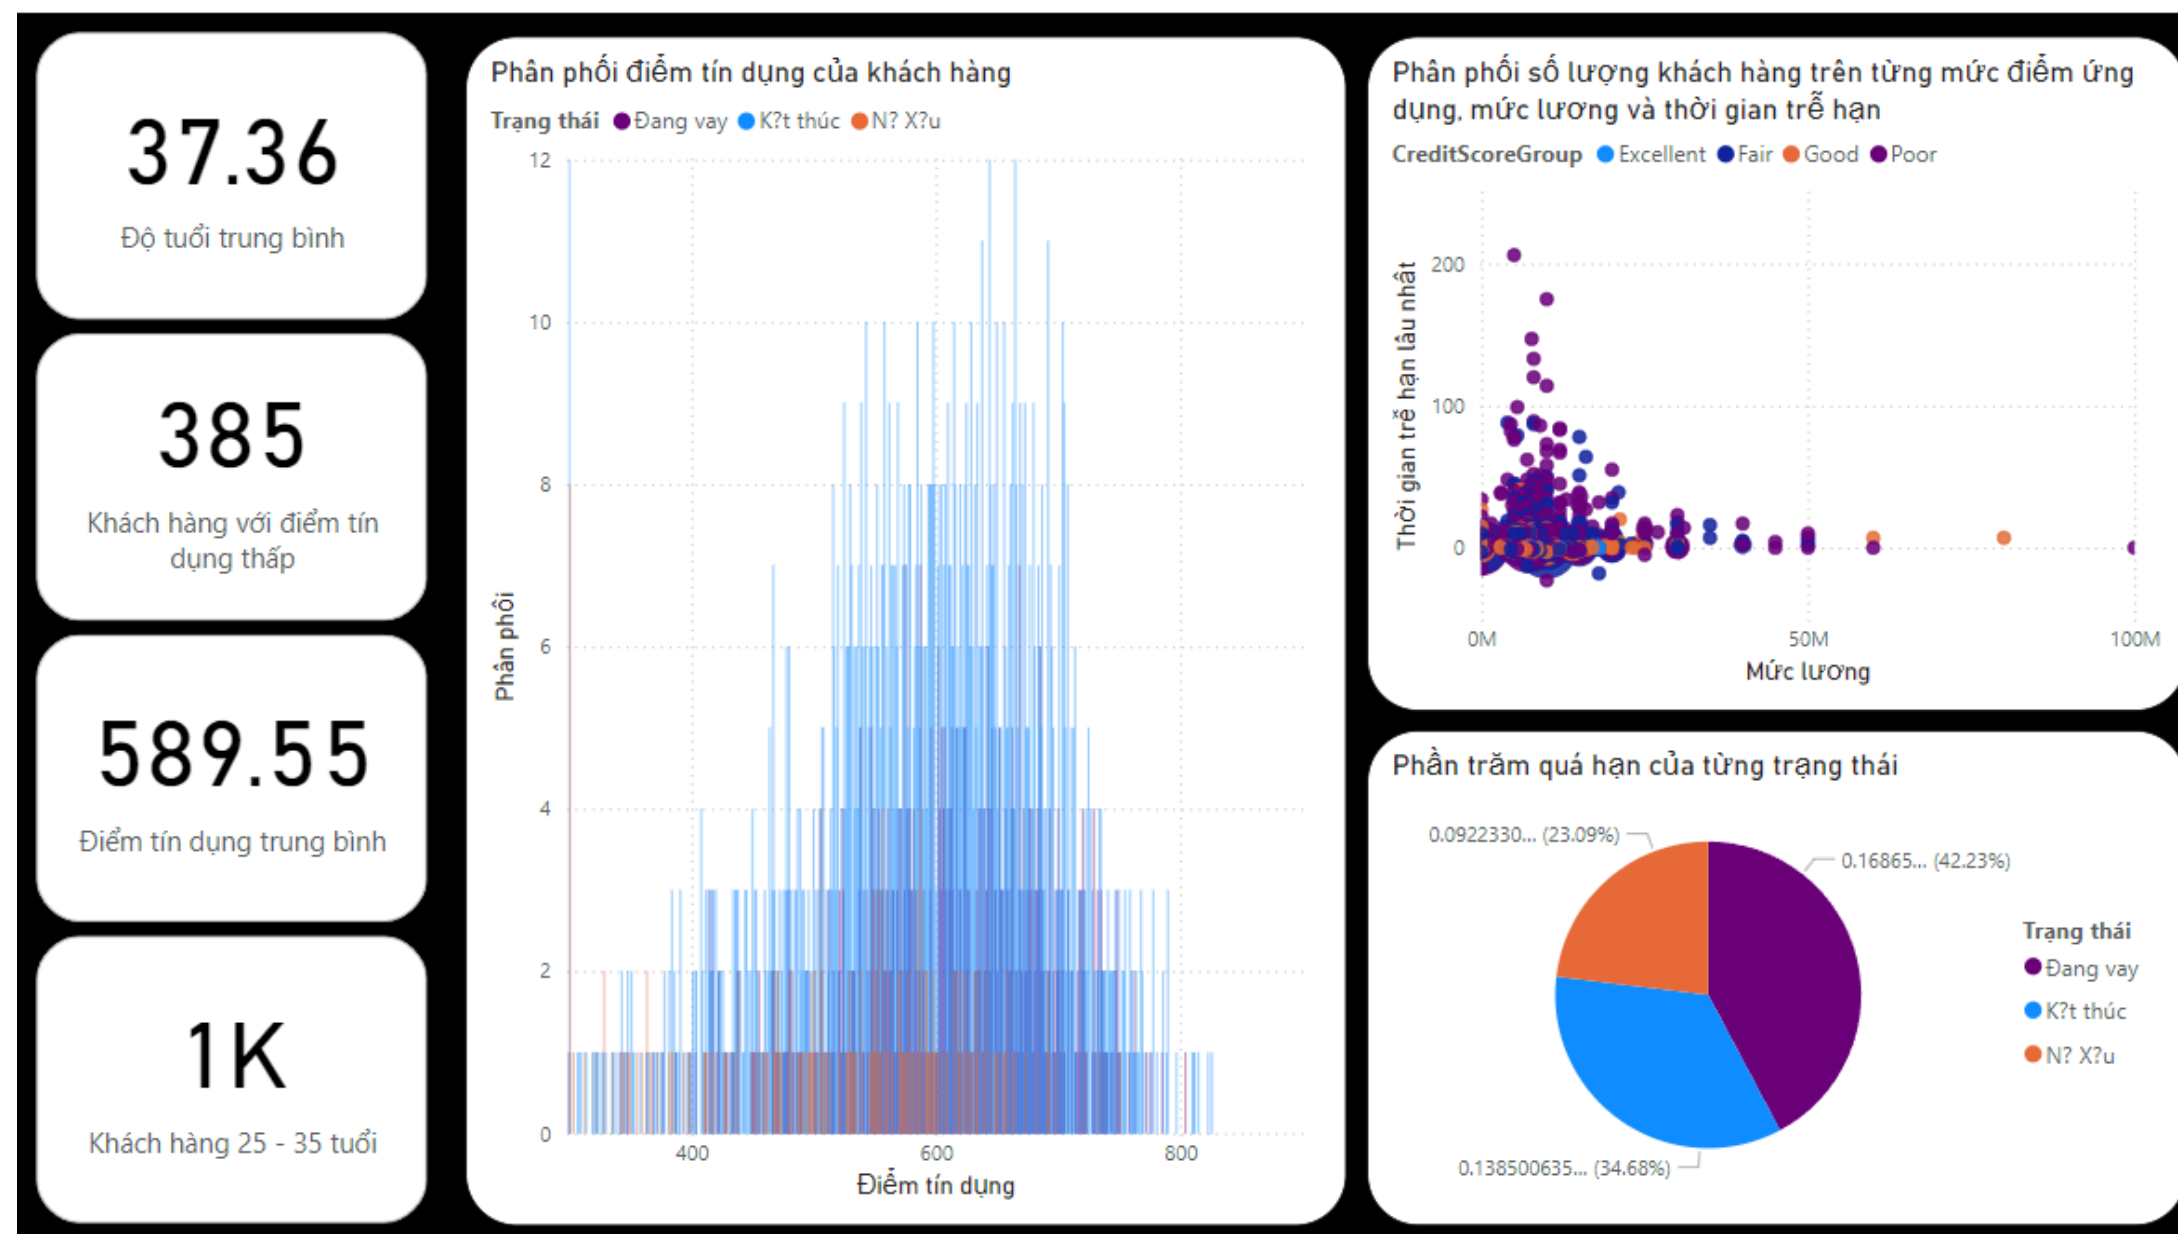 37.36
Độ tuổi trung bình
385
Khách hàng với điểm tín
dụng thấp
589.55
Điểm tín dụng trung bình
1K
Khách hàng 25 - 35 tuổi
Phân phối điểm tín dụng của khách hàng
Trạng thái Đang vay K?t thúc N? X?u
12
10
8
6
4
2
0
Phân phối
400 600 800
Điểm tín dụng
Phân phối số lượng khách hàng trên từng mức điểm ứng
dụng, mức lương và thời gian trễ hạn
CreditScoreGroup Excellent Fair Good Poor
200
100
0
Thời gian trễ hạn lâu nhất
0M 50M 100M
Mức lương
Phần trăm quá hạn của từng trạng thái
0.0922330... (23.09%)
0.16865... (42.23%)
0.138500635... (34.68%)
Trạng thái
Đang vay
K?t thúc
N? X?u